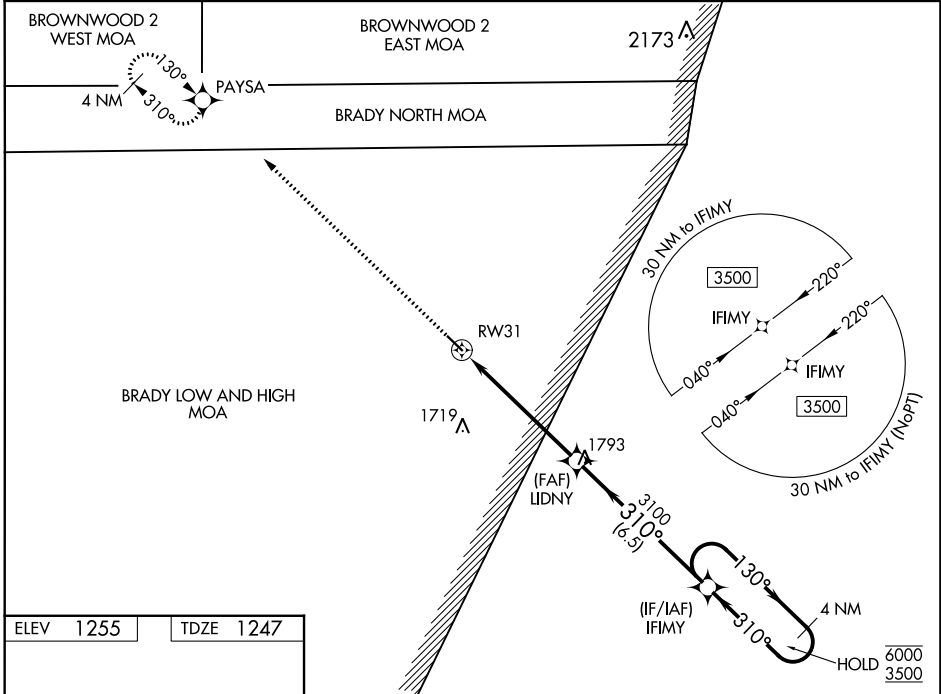 BROWNWOOD 2
WEST MOA
BROWNWOOD 2
EAST MOA
2173
130°
PAYSA
4 NM
310°
BRADY NORTH MOA
30 NM to IFIMY
3500
220°
IFIMY
040°
220°
IFIMY
3500
040°
30 NM to IFIMY (NoPT)
RW31
BRADY LOW AND HIGH
MOA
1719
1793
(FAF)
LIDNY
3100
310°
(6.5)
130°
(IF/IAF)
IFIMY
4 NM
310°
HOLD
6000
3500
ELEV 1255
TDZE 1247